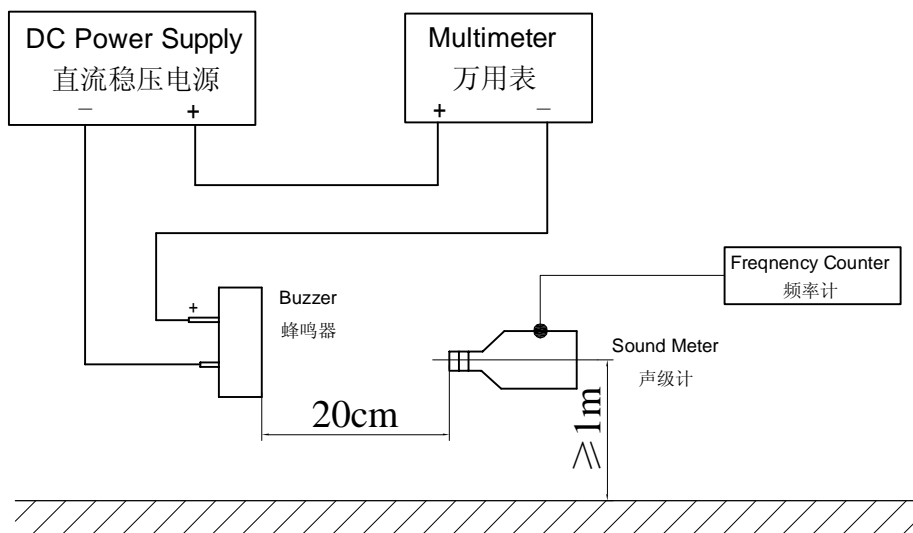 DC Power Supply
直流稳压电源
− +
Multimeter
万用表
+ −
Freqnency Counter
频率计
+
Buzzer
蜂鸣器
Sound Meter
声级计
20cm
≥1m